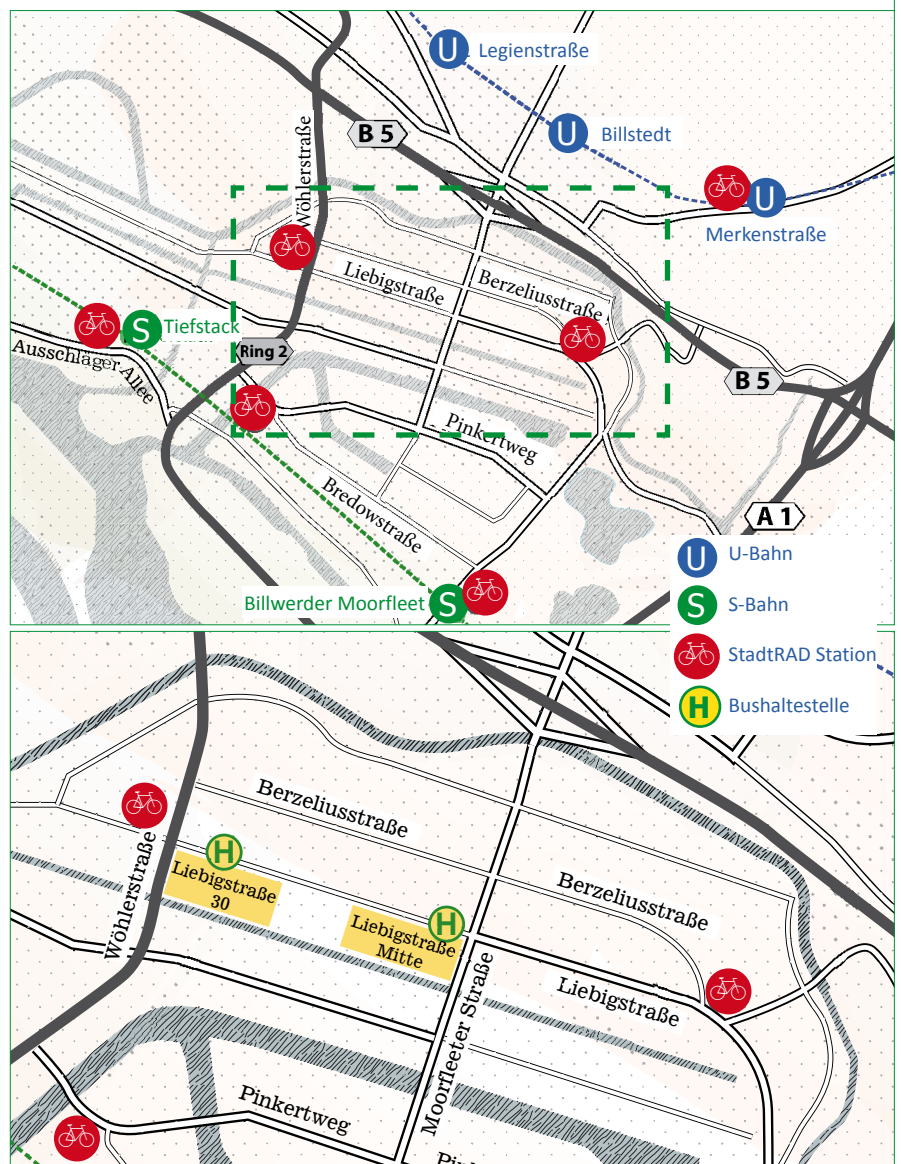 U Legienstraße
B 5
U Billstedt
Wöhlerstraße
U
Merkenstraße
Liebigstraße
Berzeliusstraße
S Tiefstack
Ausschläger Allee
Ring 2
B 5
Pinkertweg
Bredowstraße
A 1
Billwerder Moorfleet S
U U-Bahn
S S-Bahn
StadtRAD Station
H Bushaltestelle
Berzeliusstraße
Wöhlerstraße
H
Liebigstraße
30
H
Liebigstraße
Mitte
Berzeliusstraße
Liebigstraße
Moorfleeter Straße
Pinkertweg